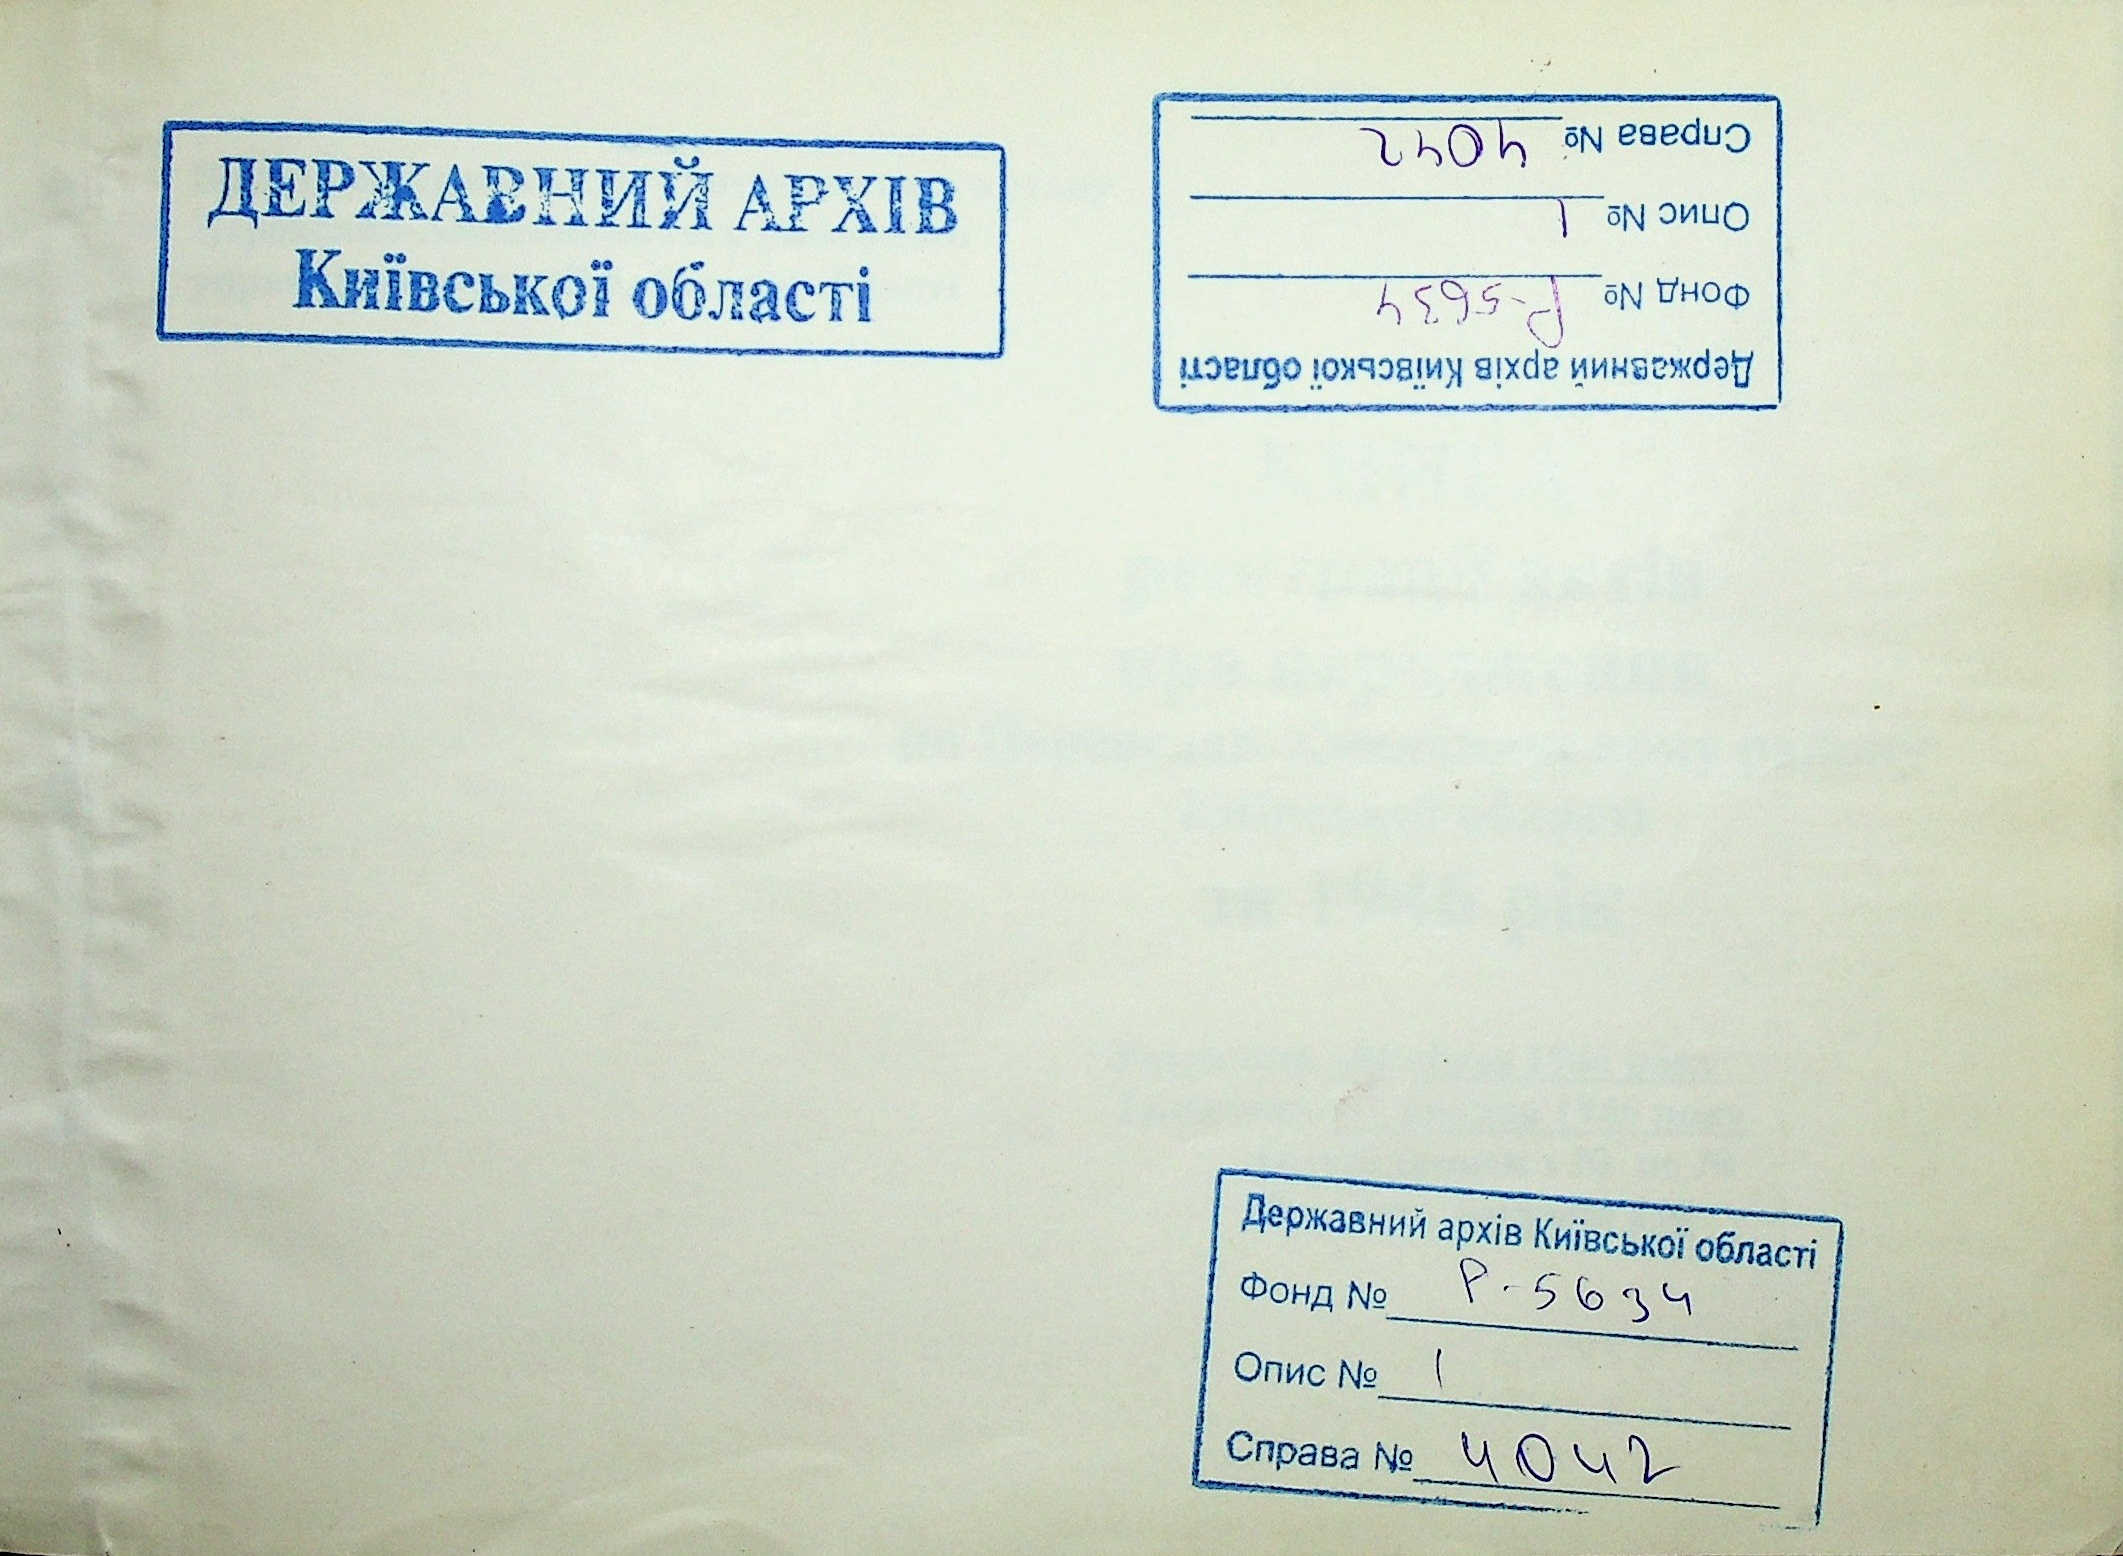 ДЕРЖАВНИЙ АРХІВ
Київської області
Державний архів Київської області
Фонд № Р-5634
Опис № 1
Справа № 4042
Державний архів Київської області
Фонд № Р-5634
Опис № 1
Справа № 4042